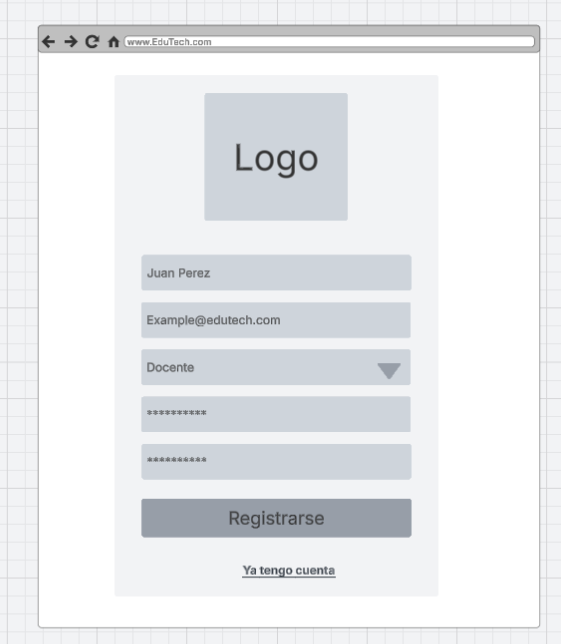 www.EduTech.com
Logo
Juan Perez
Example@edutech.com
Docente
**********
**********
Registrarse
Ya tengo cuenta